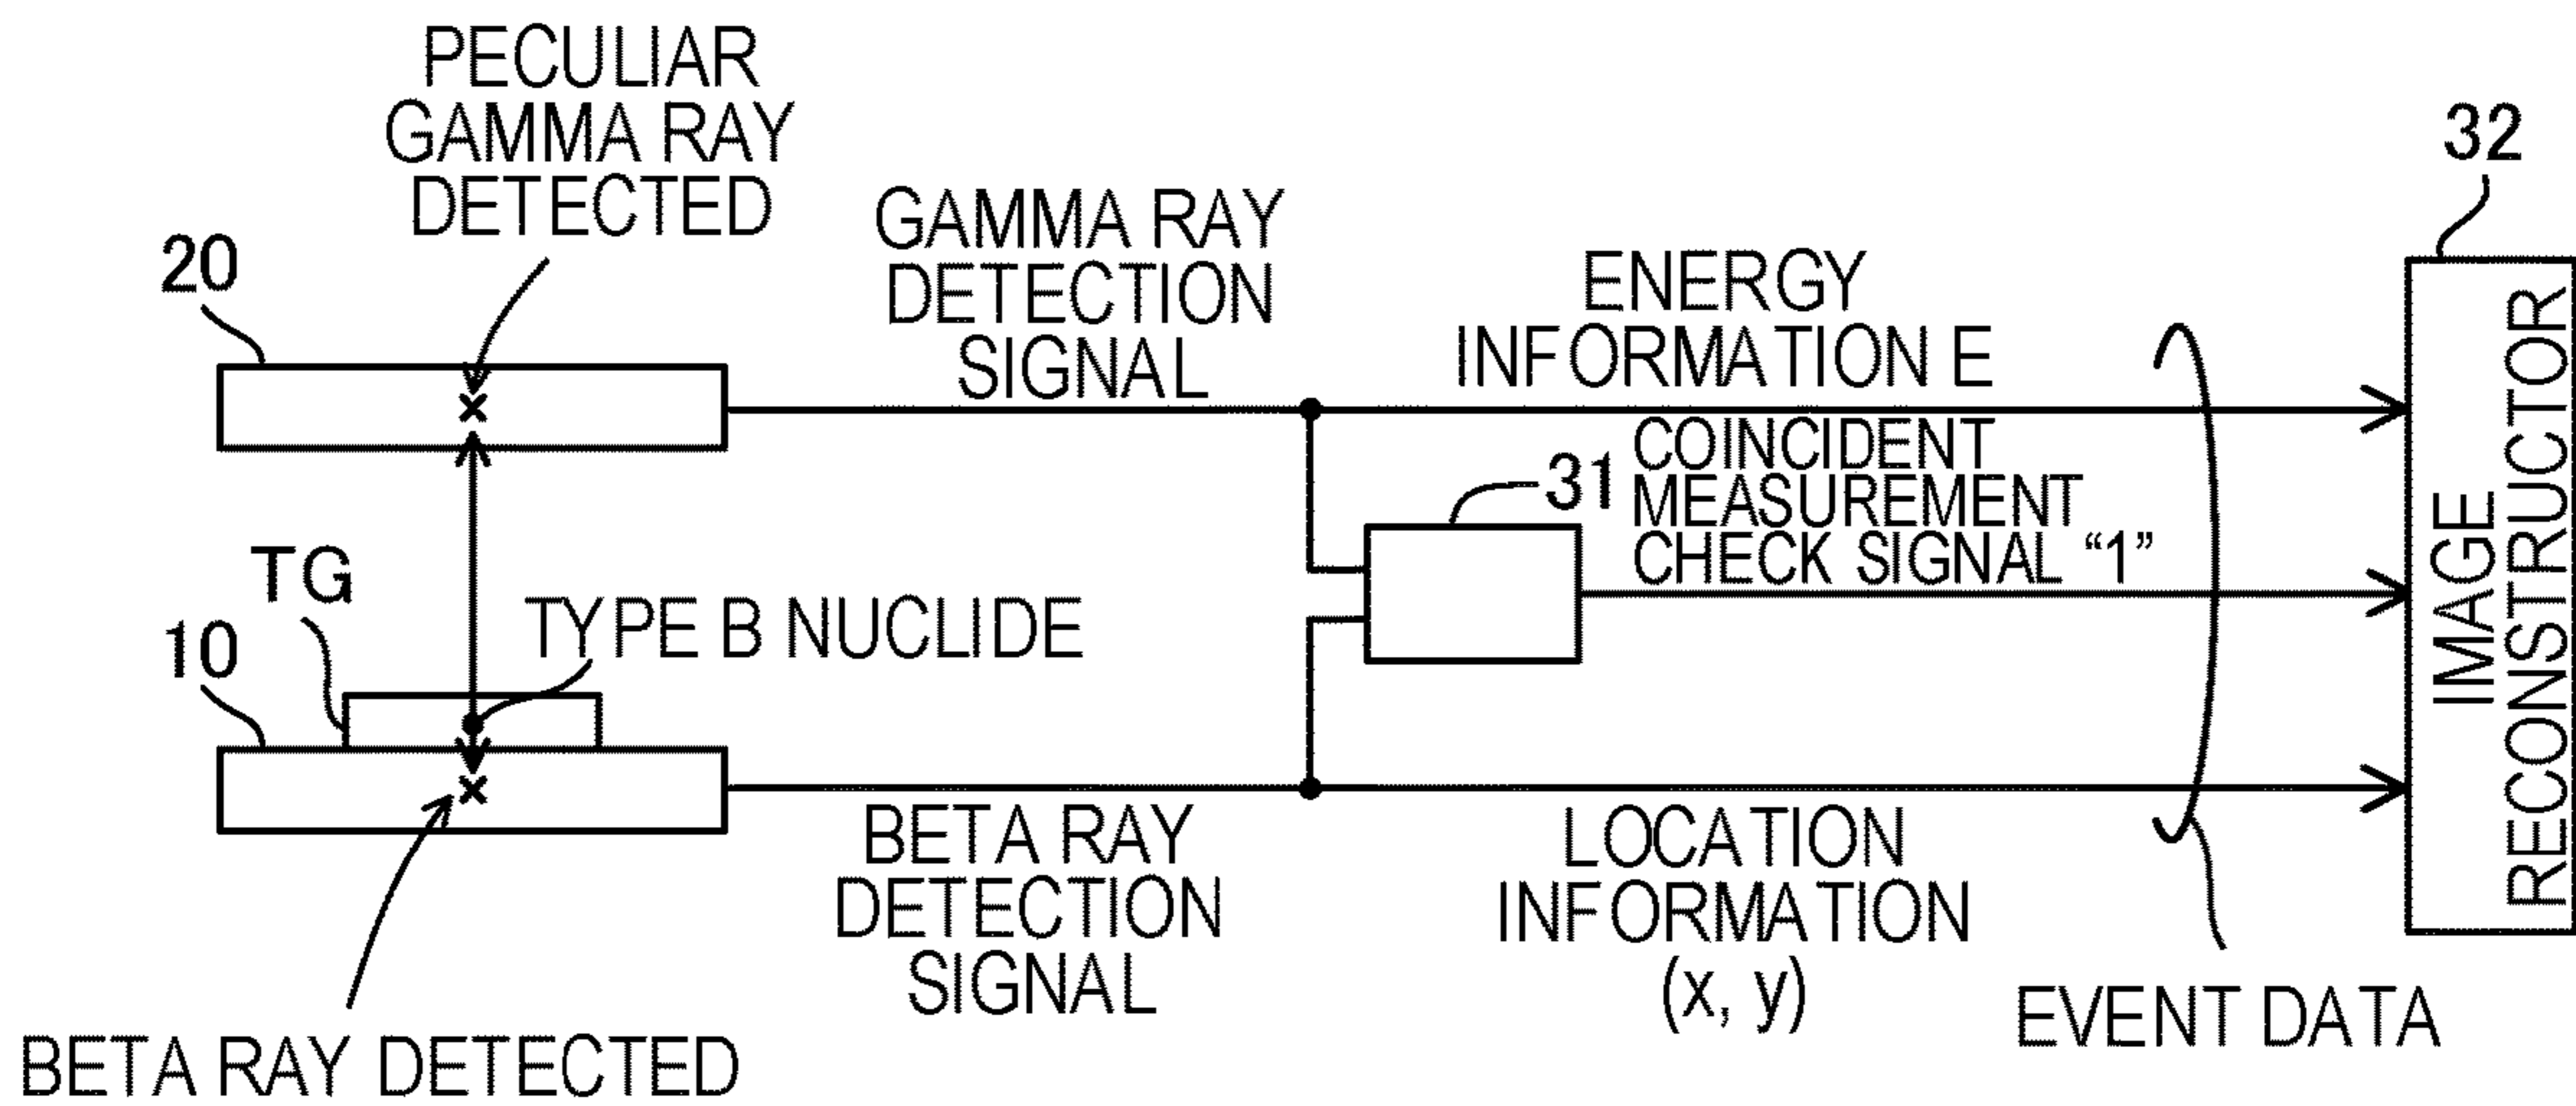 PECULIAR
GAMMA RAY
DETECTED
20
GAMMA RAY
DETECTION
SIGNAL
ENERGY
INFORMATION E
32
COINCIDENT
MEASUREMENT
CHECK SIGNAL “1”
31
IMAGE
RECONSTRUCTOR
TG
TYPE B NUCLIDE
10
BETA RAY
DETECTION
SIGNAL
LOCATION
INFORMATION
(x, y)
EVENT DATA
BETA RAY DETECTED